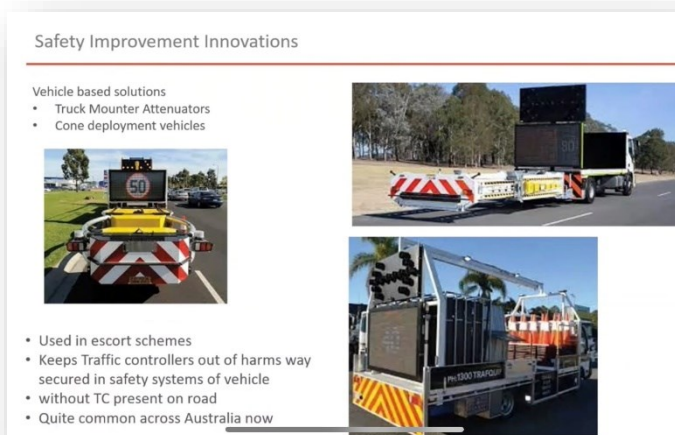 Safety Improvement Innovations
Vehicle based solutions
• Truck Mounter Attenuators
• Cone deployment vehicles
50
• Used in escort schemes
• Keeps Traffic controllers out of harms way
secured in safety systems of vehicle
• without TC present on road
• Quite common across Australia now
PH 1300 TRAFQUIP